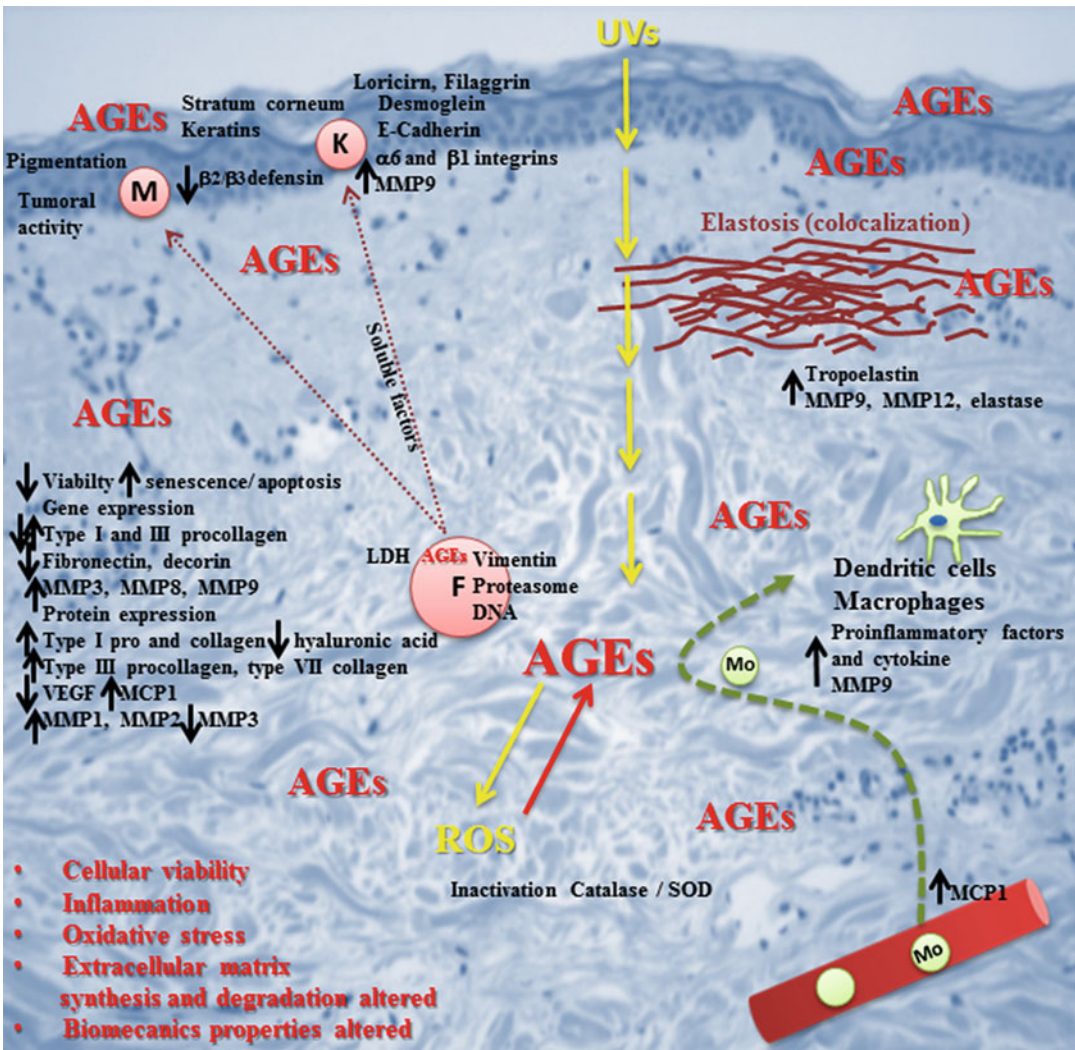 UVs
Loricirn, Filaggrin
Desmoglein
E-Cadherin
α6 and β1 integrins
MMP9
AGEs
Stratum corneum
Keratins
K
Pigmentation
M
β2/β3 defensin
Tumoral
activity
AGEs
AGEs
AGEs
Elastosis (colocalization)
AGEs
Soluble factors
Tropoelastin
MMP9, MMP12, elastase
AGEs
Viabilty senescence/apoptosis
Gene expression
Type I and III procollagen
Fibronectin, decorin
MMP3, MMP8, MMP9
Protein expression
Type I pro and collagen hyaluronic acid
Type III procollagen, type VII collagen
VEGF MCP1
MMP1, MMP2 MMP3
LDH AGEs Vimentin
F Proteasome
DNA
AGEs
Dendritic cells
Macrophages
Proinflammatory factors
and cytokine
MMP9
AGEs
Mo
AGEs
ROS
AGEs
Inactivation Catalase / SOD
MCP1
Mo
• Cellular viability
• Inflammation
• Oxidative stress
• Extracellular matrix
synthesis and degradation altered
• Biomecanics properties altered